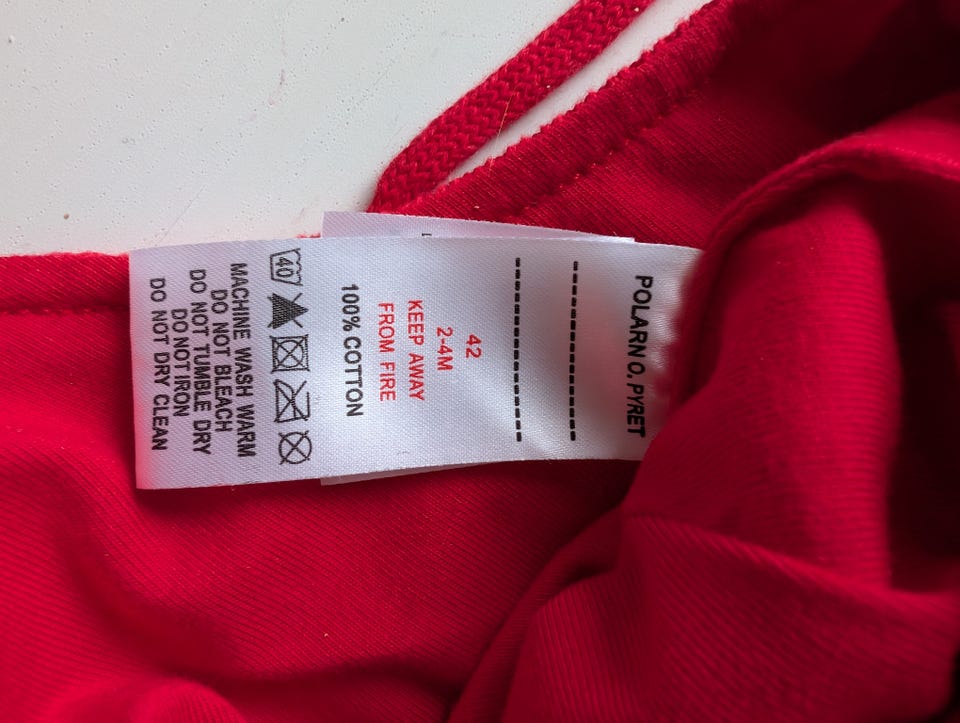 POLARN O. PYRET
42
2-4M
KEEP AWAY
FROM FIRE
100% COTTON
40
MACHINE WASH WARM
DO NOT BLEACH
DO NOT TUMBLE DRY
DO NOT IRON
DO NOT DRY CLEAN